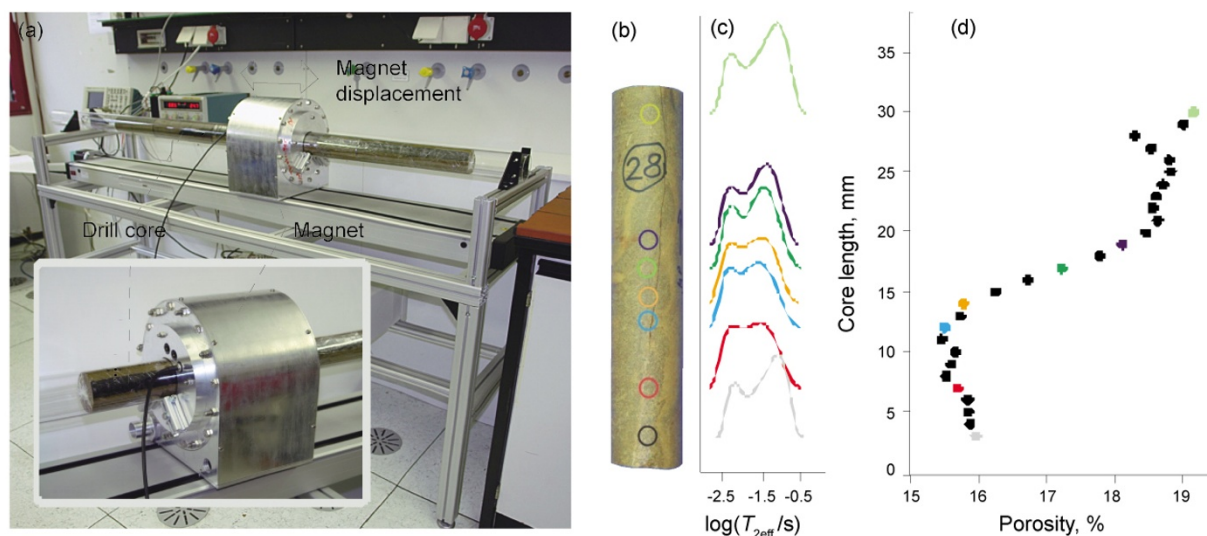 (a)
Magnet
displacement
Drill core
Magnet
(b)
28
(c)
-2.5
-1.5
-0.5
log(T2eff/s)
(d)
Core length, mm
35
30
25
20
15
10
5
0
15
16
17
18
19
Porosity, %